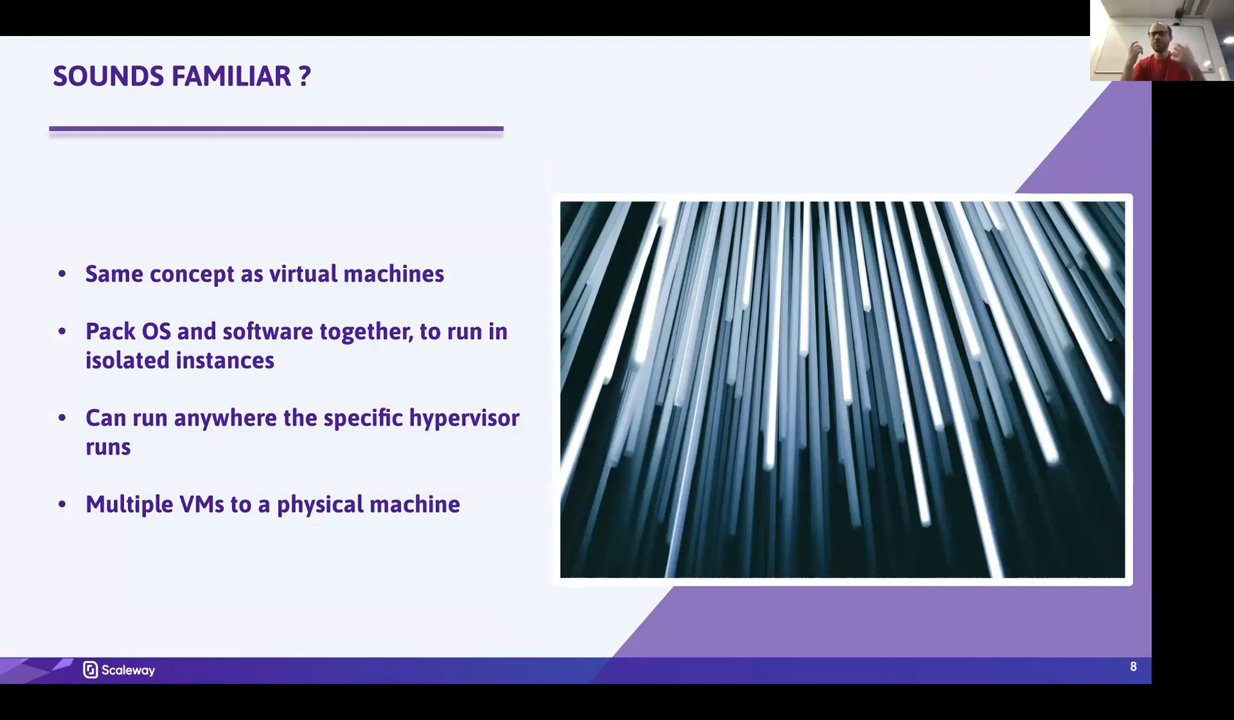 SOUNDS FAMILIAR ?
• Same concept as virtual machines
• Pack OS and software together, to run in
isolated instances
• Can run anywhere the specific hypervisor
runs
• Multiple VMs to a physical machine
Scaleway
8